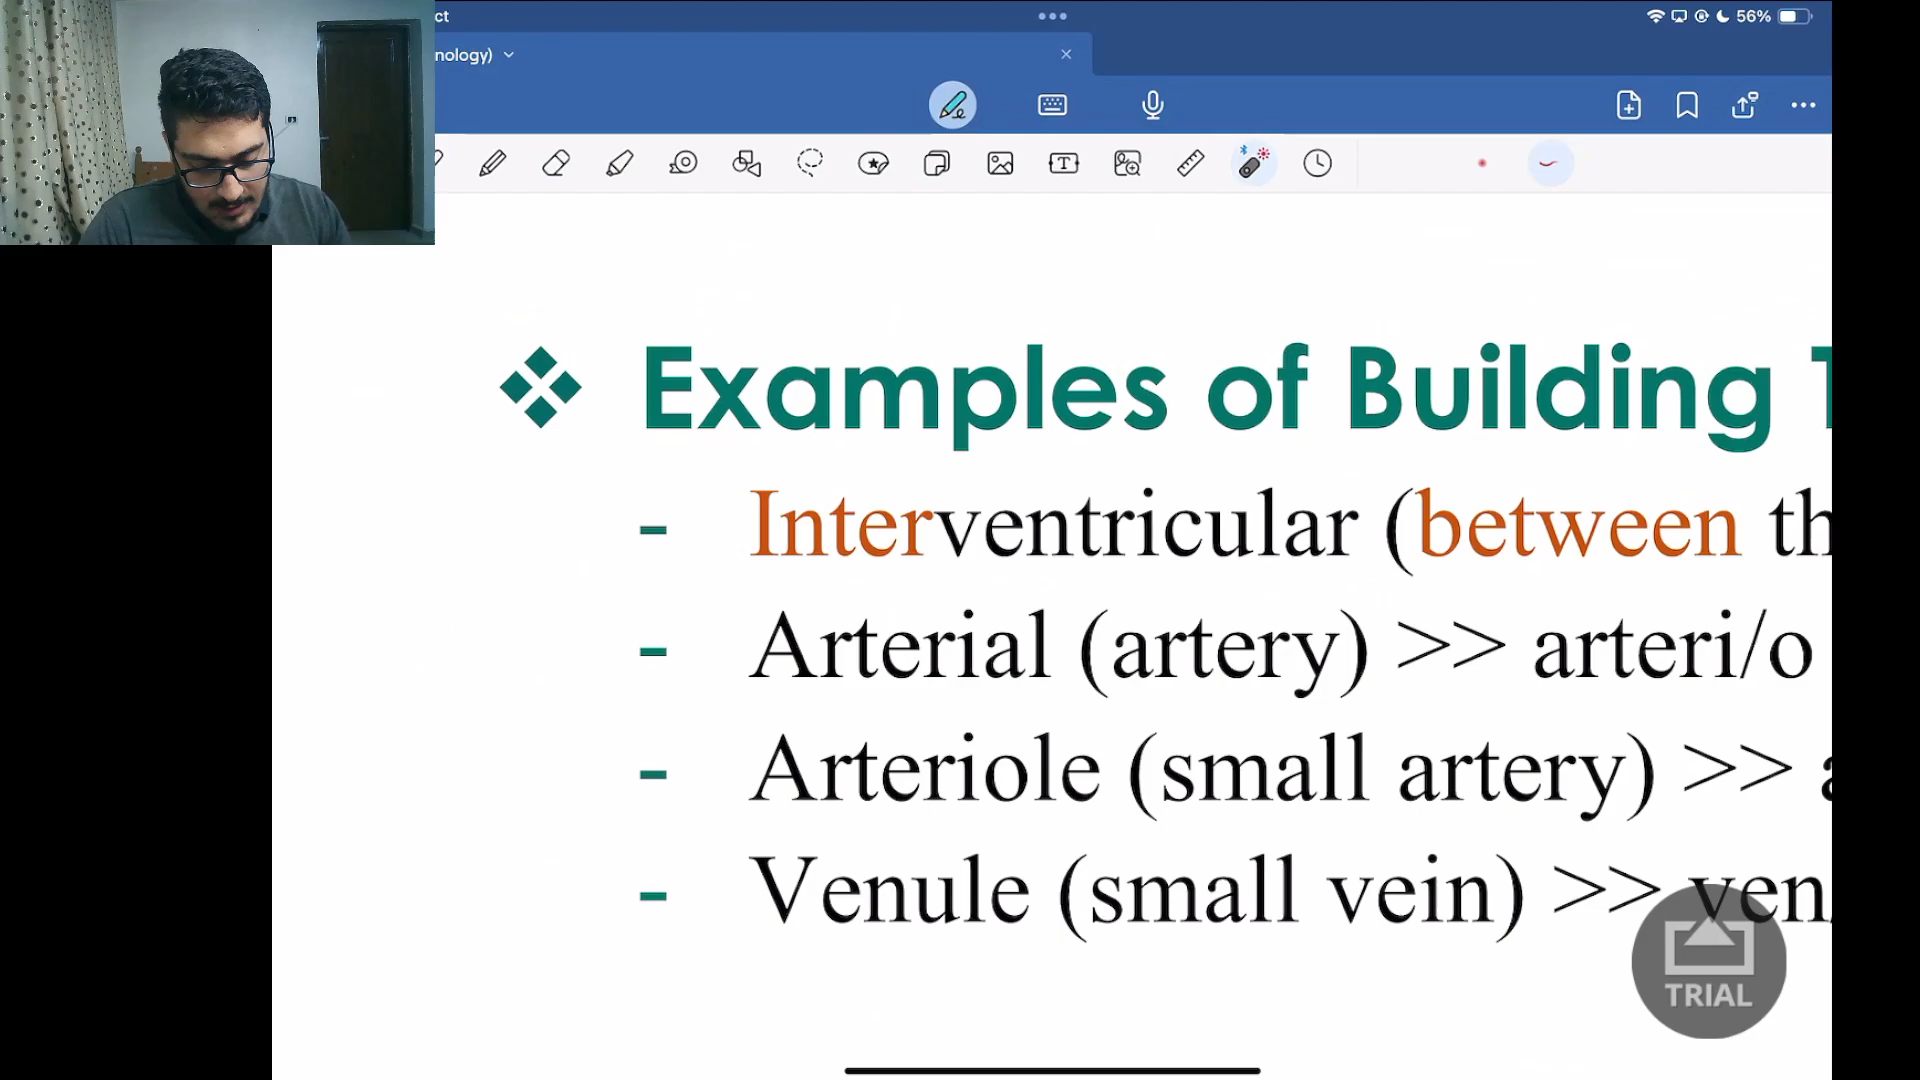 ct
56%
nology)
Examples of Building
Interventricular (between th
Arterial (artery) >> arteri/o
Arteriole (small artery) >> a
Venule (small vein) >> ven/
TRIAL